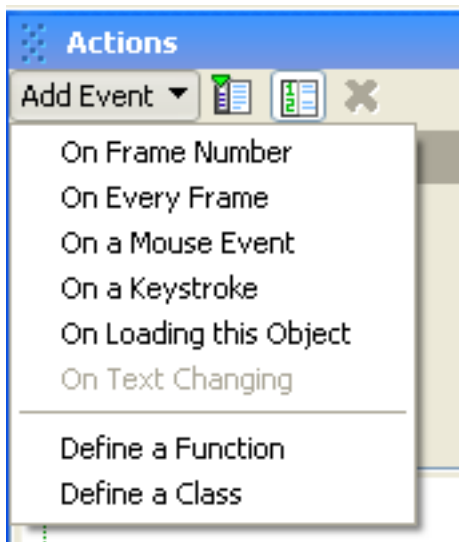 Actions
Add Event
On Frame Number
On Every Frame
On a Mouse Event
On a Keystroke
On Loading this Object
On Text Changing
Define a Function
Define a Class